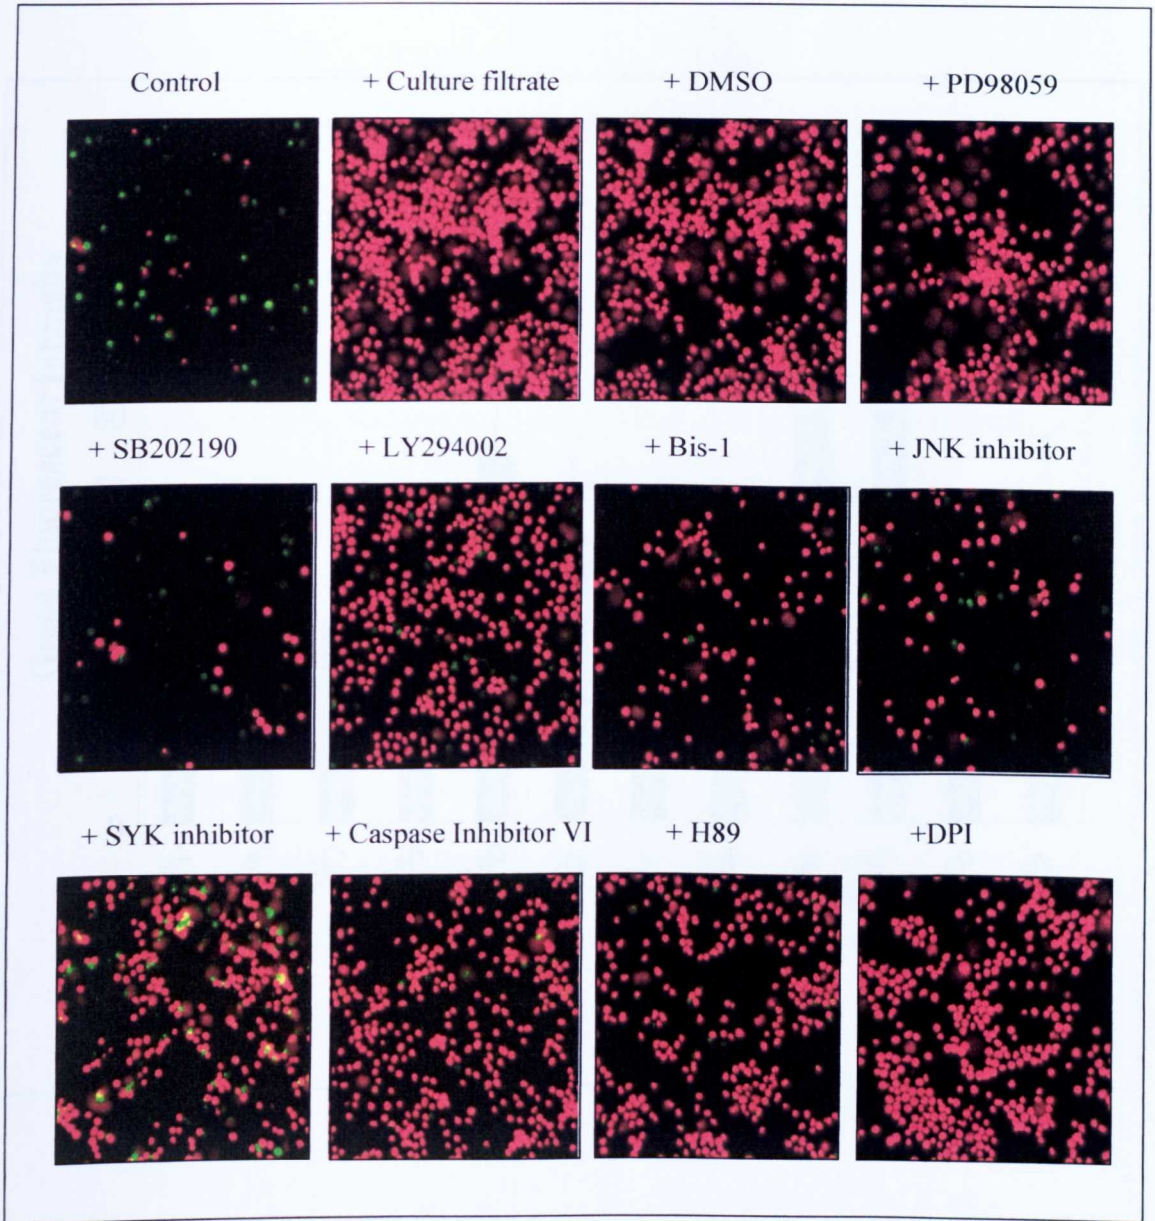 Control + Culture filtrate + DMSO + PD98059
+ SB202190 + LY294002 + Bis-1 + JNK inhibitor
+ SYK inhibitor + Caspase Inhibitor VI + H89 +DPI